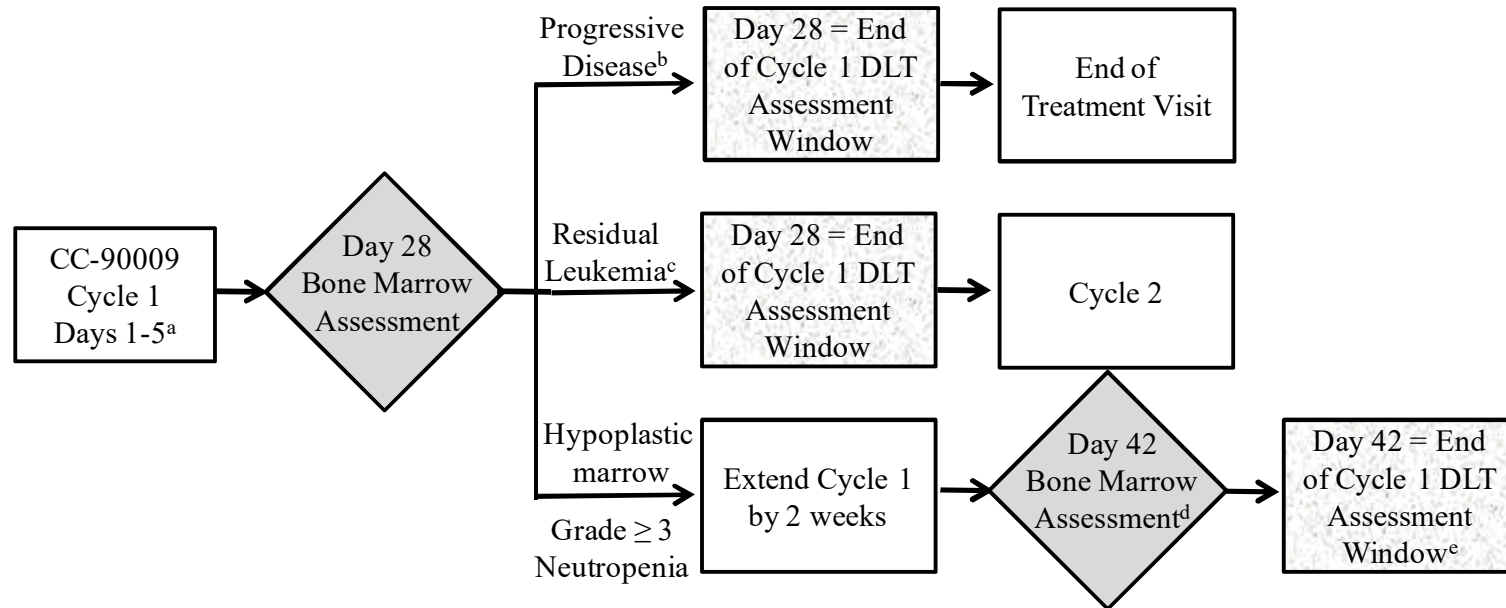 CC-90009
Cycle 1
Days 1-5ᵃ
Day 28
Bone Marrow
Assessment
Progressive
Diseaseᵇ
Day 28 = End
of Cycle 1 DLT
Assessment
Window
End of
Treatment Visit
Residual
Leukemiaᶜ
Day 28 = End
of Cycle 1 DLT
Assessment
Window
Cycle 2
Hypoplastic
marrow
Grade ≥ 3
Neutropenia
Extend Cycle 1
by 2 weeks
Day 42
Bone Marrow
Assessmentᵈ
Day 42 = End
of Cycle 1 DLT
Assessment
Windowᵉ